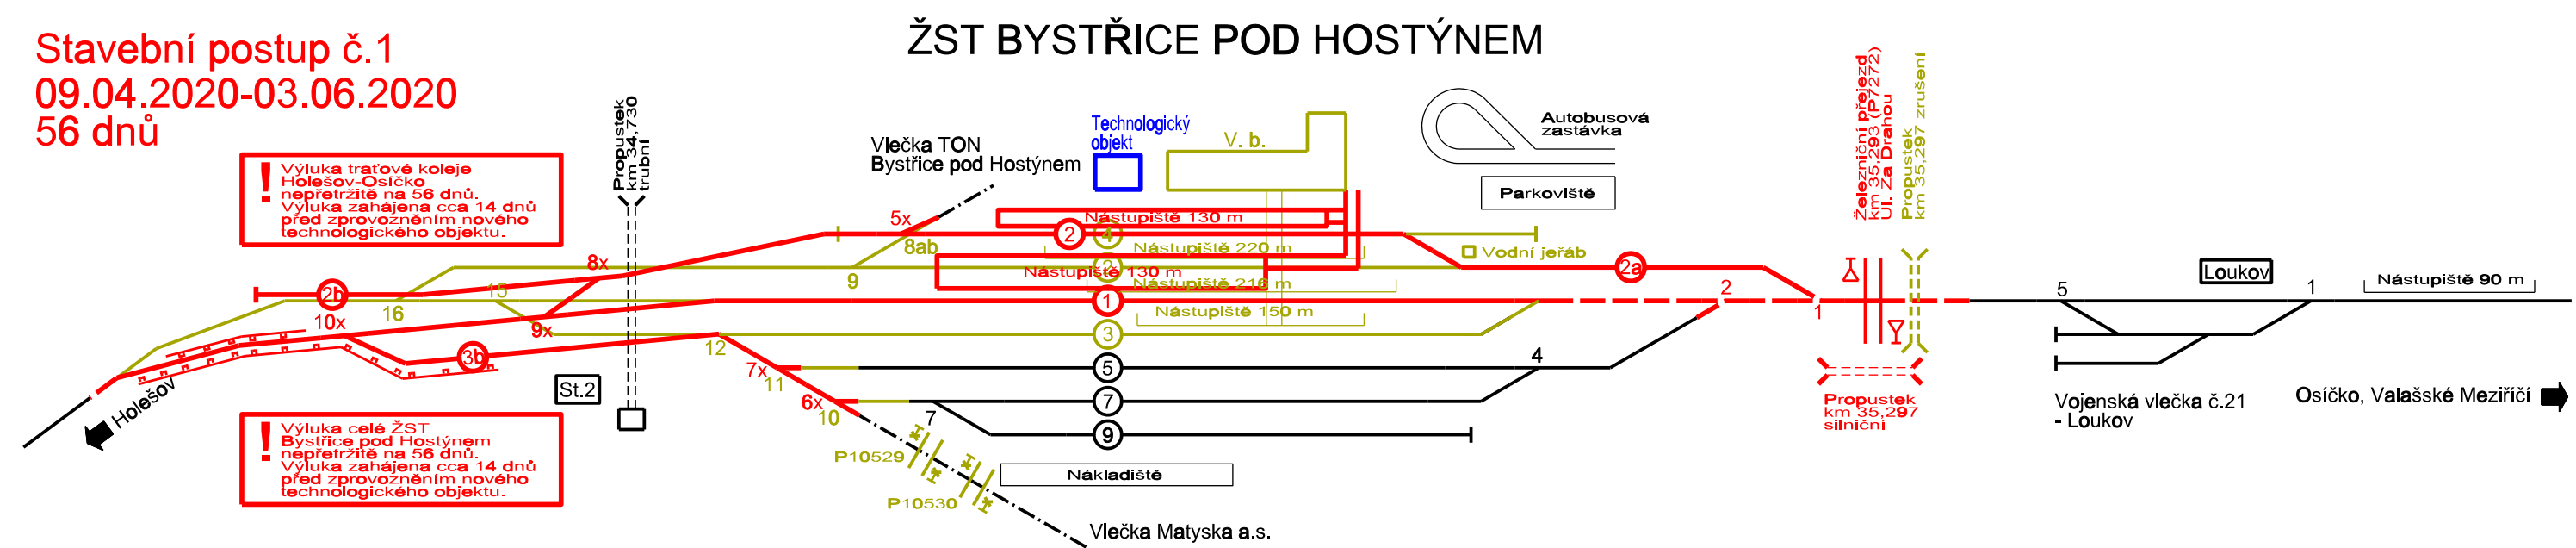 ŽST BYSTŘICE POD HOSTÝNEM
Stavební postup č.1
09.04.2020-03.06.2020
56 dnů
! Výluka traťové koleje
Holešov-Osíčko
nepřetržitě na 56 dnů.
Výluka zahájena cca 14 dnů
před zprovozněním nového
technologického objektu.
Propustek
km 34,730
trubní
Vlečka TON
Bystřice pod Hostýnem
Technologický
objekt
V. b.
Autobusová
zastávka
Parkoviště
Železniční přejezd
km 35,293 (P7272)
Ul. Za Drahou
Propustek
km 35,297 zrušení
5x
Nástupiště 130 m
2
4
8ab
Nástupiště 220 m
Vodní jeřáb
8x
9
Nástupiště 130 m
2
2a
Loukov
Nástupiště 90 m
2b
15
16
Nástupiště 216 m
2
5
1
1
1
10x
9x
Nástupiště 150 m
3
12
3b
4
7x
11
5
St.2
6x
10
7
7
9
Holešov
Propustek
km 35,297
silniční
Vojenská vlečka č.21
- Loukov
Osíčko, Valašské Meziříčí
! Výluka celé ŽST
Bystřice pod Hostýnem
nepřetržitě na 56 dnů.
Výluka zahájena cca 14 dnů
před zprovozněním nového
technologického objektu.
P10529
P10530
Nákladiště
Vlečka Matyska a.s.